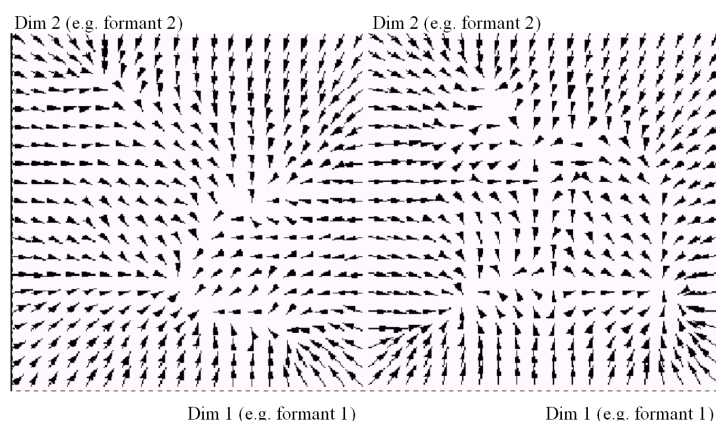 Dim 2 (e.g. formant 2)
Dim 2 (e.g. formant 2)
Dim 1 (e.g. formant 1)
Dim 1 (e.g. formant 1)